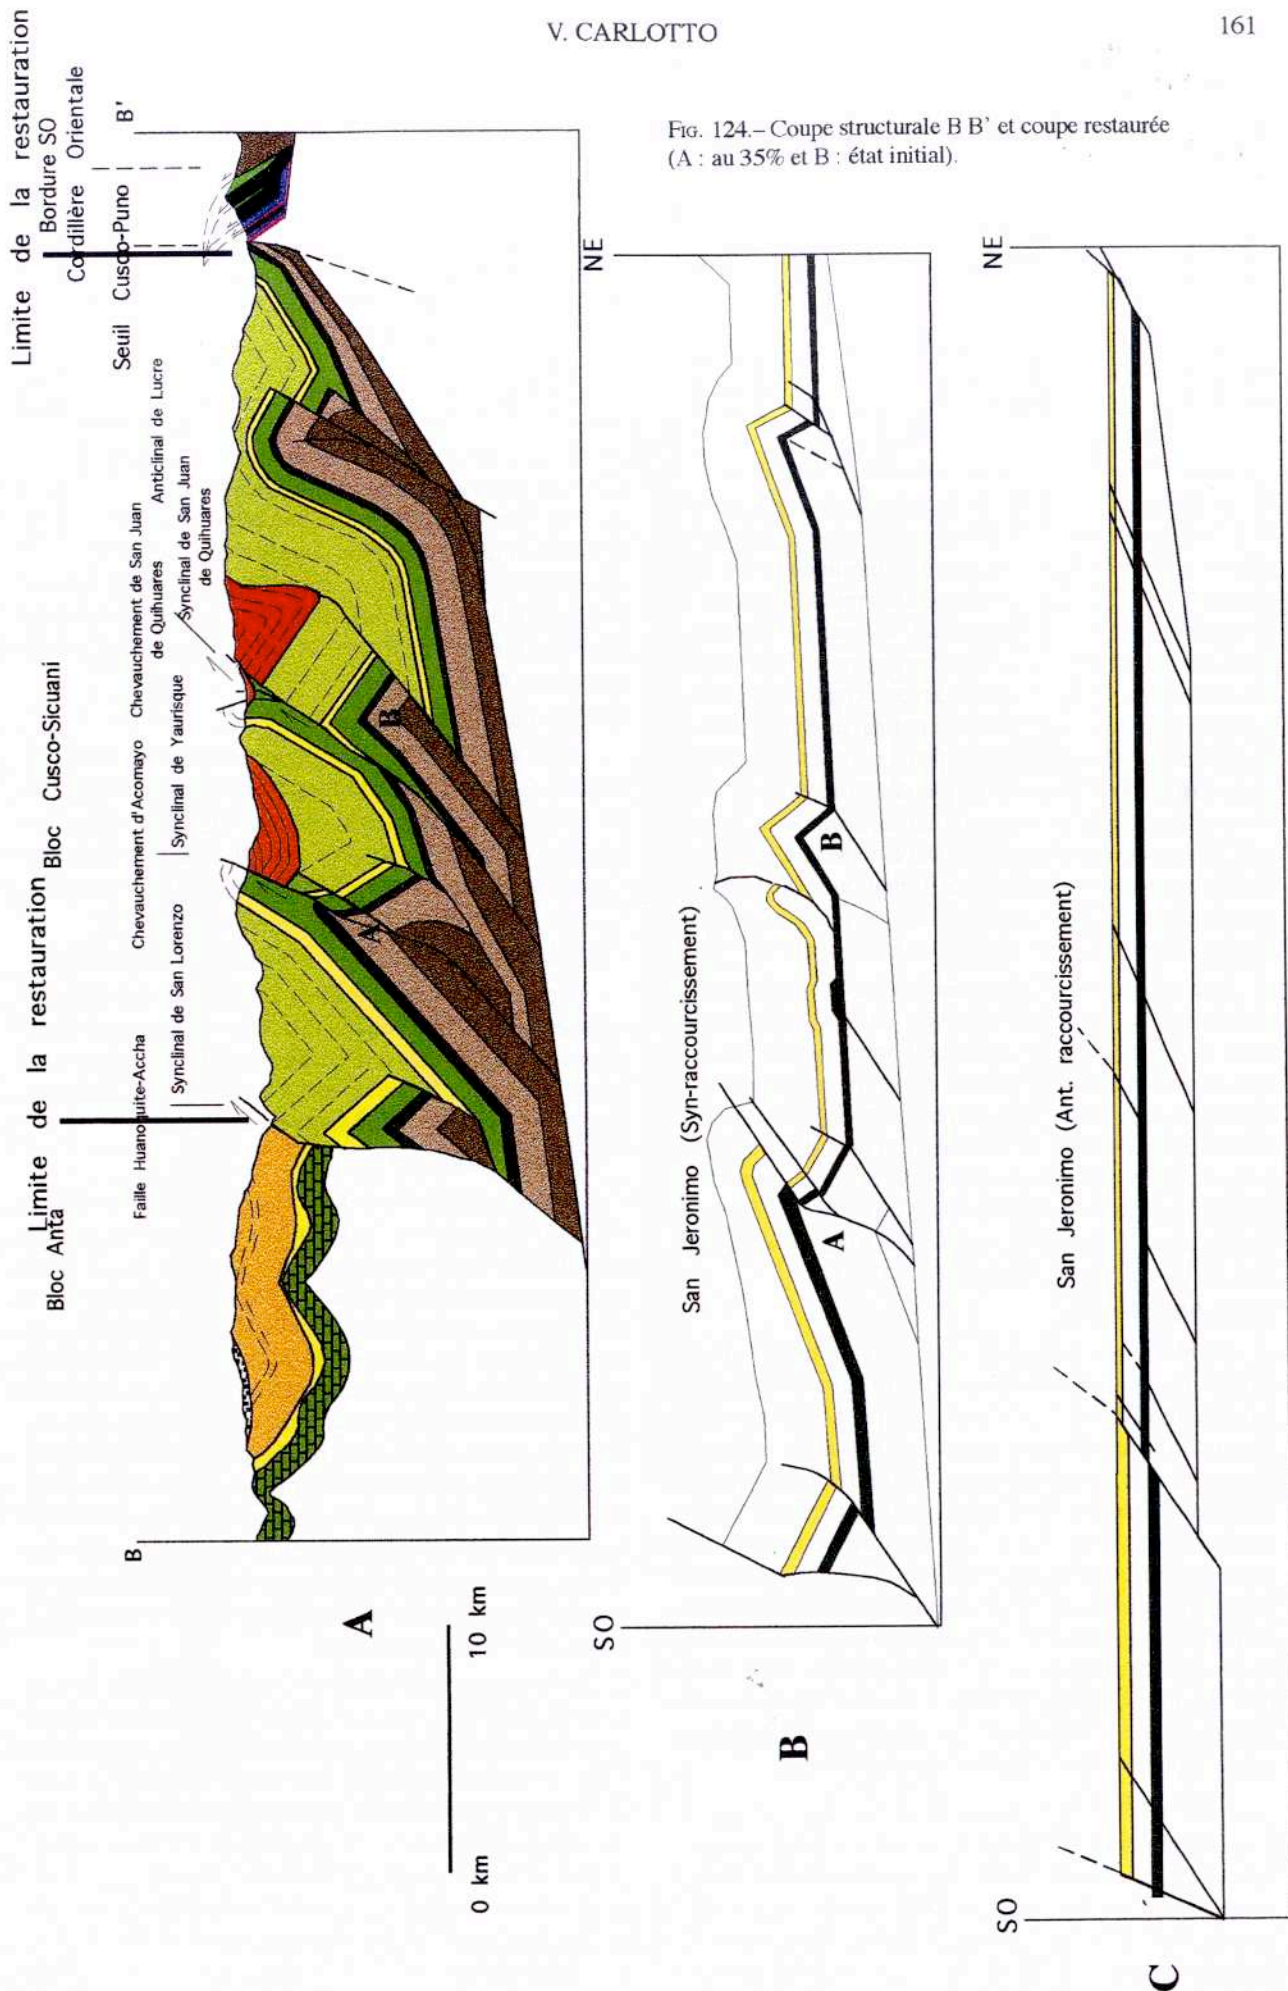 V. CARLOTTO
161
FIG. 124.– Coupe structurale B B' et coupe restaurée
(A : au 35% et B : état initial).
Limite de la restauration
Bordure SO
Cordillère Orientale
Seuil Cusco-Puno
B'
Anticlinal de Lucre
Chevauchement de San Juan
de Quihuares
Synclinal de San Juan
de Quihuares
Bloc Cusco-Sicuani
Synclinal de Yaurisque
Chevauchement d'Acomayo
Limite de la restauration
Synclinal de San Lorenzo
Faille Huanoquite-Accha
Bloc Anta
B
A
B
A
0 km
10 km
NE
San Jeronimo (Syn-raccourcissement)
B
A
SO
B
NE
San Jeronimo (Ant. raccourcissement)
SO
C